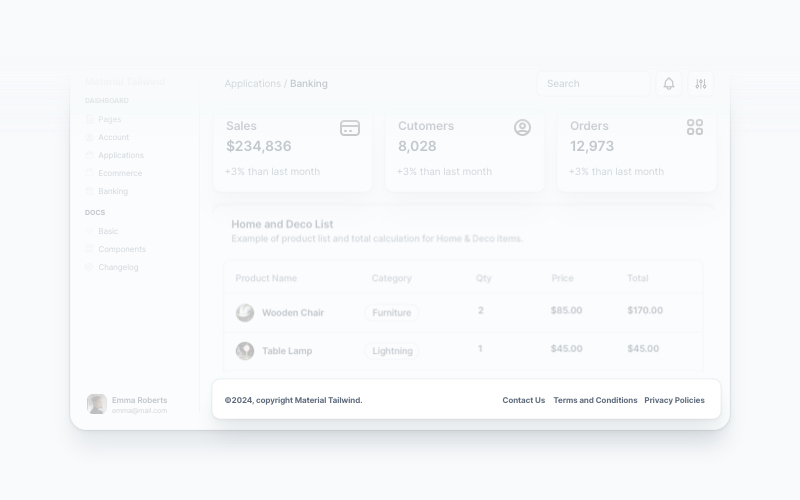 Material Tailwind.
DASHBOARD
Pages
Account
Applications
Ecommerce
Banking
DOCS
Basic
Components
Changelog
Emma Roberts
emma@mail.com
Applications / Banking
Search
Sales
$234,836
+3% than last month
Cutomers
8,028
+3% than last month
Orders
12,973
+3% than last month
Home and Deco List
Example of product list and total calculation for Home & Deco items.
Product Name Category Qty Price Total
Wooden Chair Furniture 2 $85.00 $170.00
Table Lamp Lightning 1 $45.00 $45.00
©2024, copyright Material Tailwind. Contact Us Terms and Conditions Privacy Policies